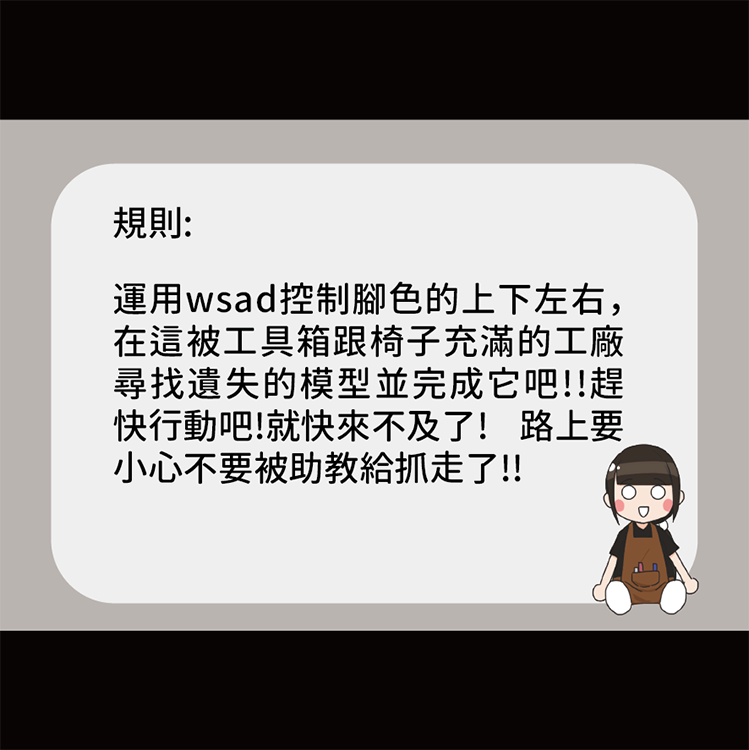 規則:
運用wsad控制腳色的上下左右，
在這被工具箱跟椅子充滿的工廠
尋找遺失的模型並完成它吧!!趕
快行動吧!就快來不及了!　路上要
小心不要被助教給抓走了!!